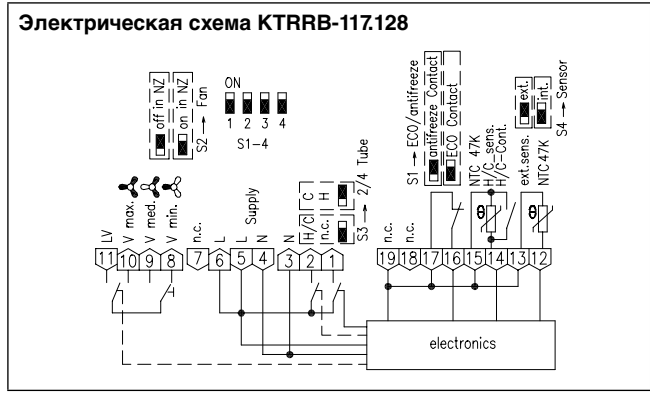 Электрическая схема KTRRB-117.128
off in NZ
on in NZ
S2 → Fan
ON
1 2 3 4
S1-4
S1 → ECO/antifreeze
antifreeze Contact
ECO Contact
NTC 47K
H/C-sens.
H/C-Cont.
ext.sens.
NTC 47K
ext.
int.
S4 → Sensor
LV
V max.
V med.
V min.
n.c.
L
L
Supply
N
N
H/C
C
n.c.
H
S3 → 2/4 Tube
n.c.
n.c.
θ
θ
11 10 9 8 7 6 5 4 3 2 1
19 18 17 16 15 14 13 12
electronics